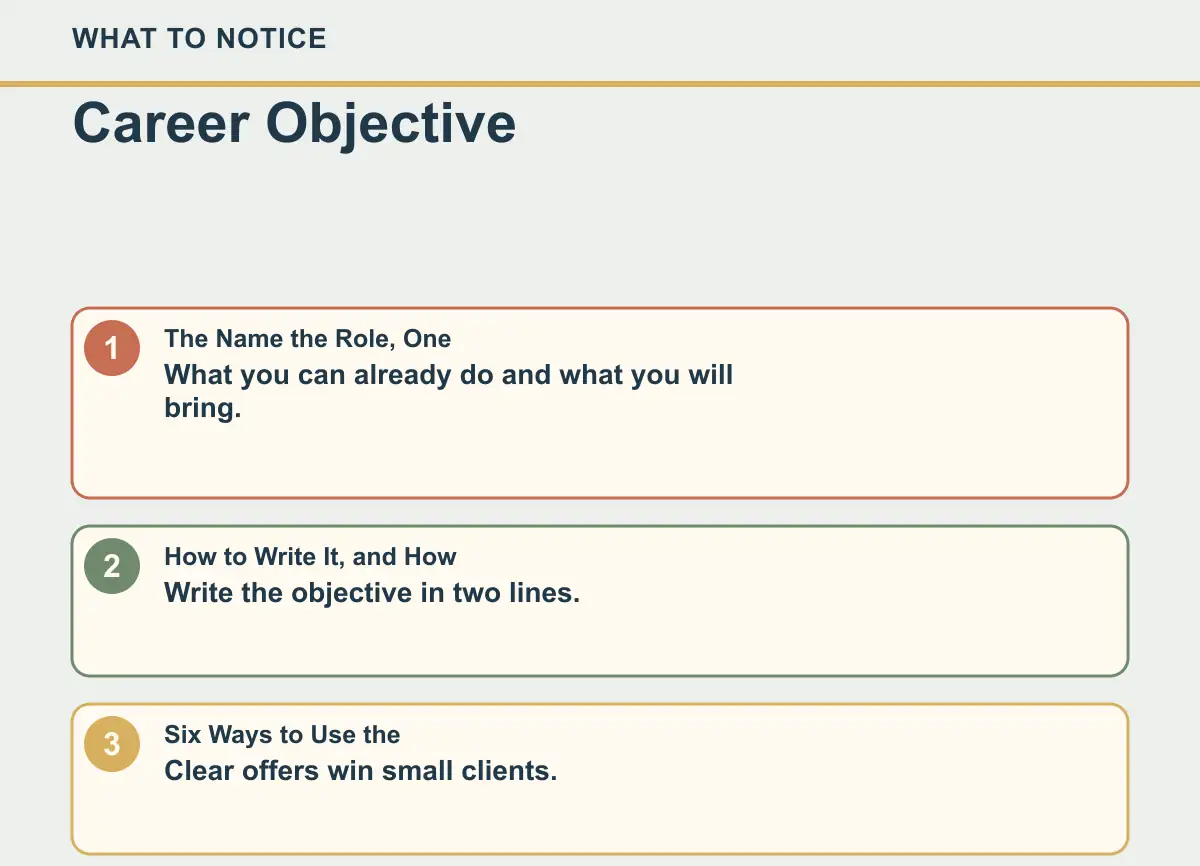 WHAT TO NOTICE
Career Objective
1
The Name the Role, One
What you can already do and what you will
bring.
2
How to Write It, and How
Write the objective in two lines.
3
Six Ways to Use the
Clear offers win small clients.